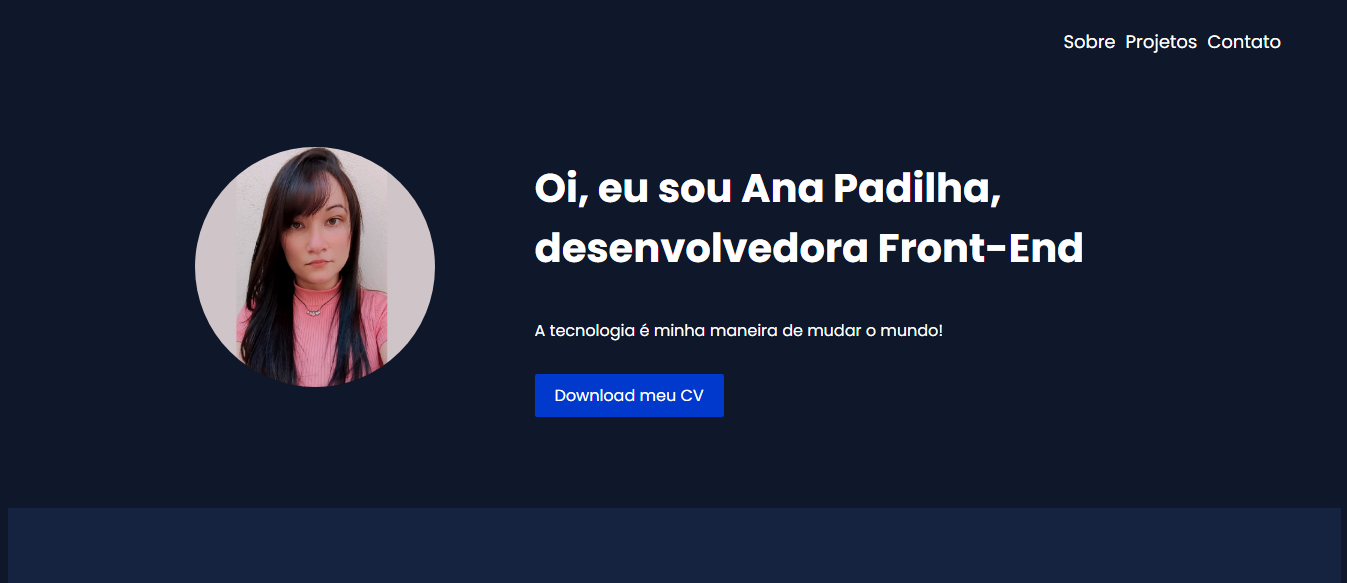 Sobre Projetos Contato
Oi, eu sou Ana Padilha,
desenvolvedora Front-End
A tecnologia é minha maneira de mudar o mundo!
Download meu CV